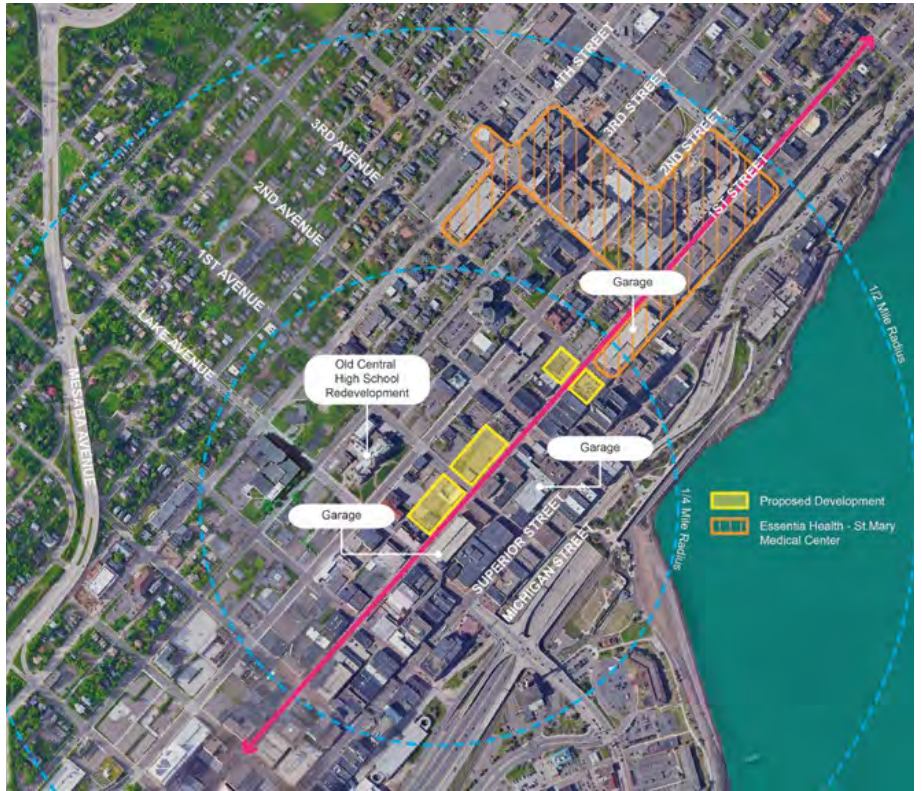 4TH STREET
3RD STREET
2ND STREET
1ST STREET
3RD AVENUE
2ND AVENUE
1ST AVENUE
LAKE AVENUE
MESABA AVENUE
Garage
1/2 Mile Radius
Old Central
High School
Redevelopment
Garage
Garage
SUPERIOR STREET
MICHIGAN STREET
1/4 Mile Radius
Proposed Development
Essentia Health - St.Mary
Medical Center